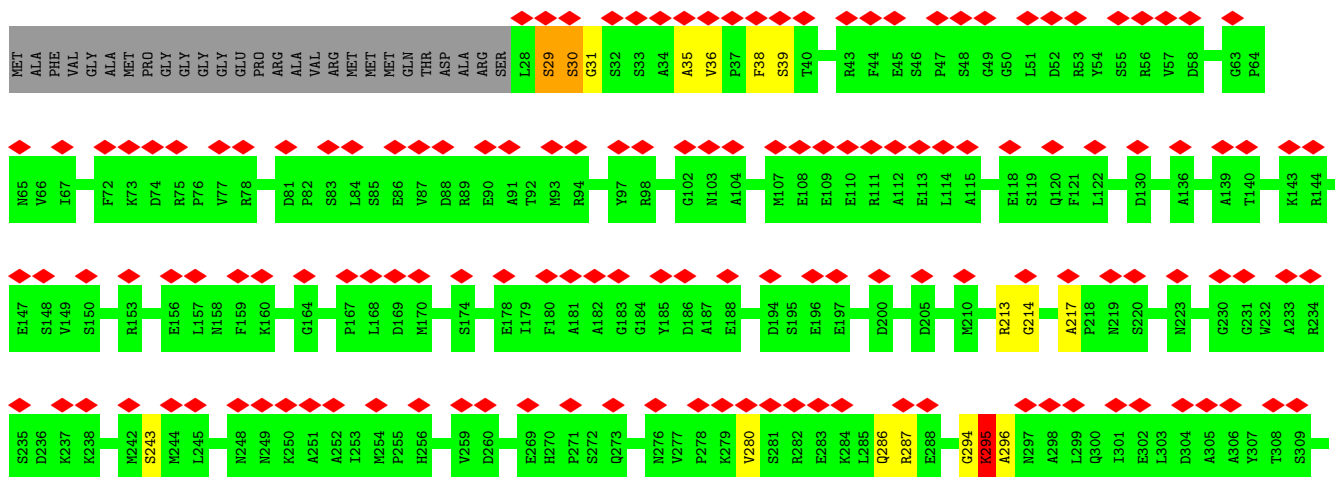 MET ALA PHE VAL GLY ALA MET PRO GLY GLY GLY GLY GLU PRO ARG ALA VAL ARG MET MET MET GLN THR ASP ALA ARG SER L28 S29 S30 G31 S32 S33 A34 A35 V36 P37 F38 S39 T40 R43 F44 E45 S46 P47 S48 G49 G50 L51 D52 R53 Y54 S55 R56 V57 D58 G63 P64
N65 V66 I67 F72 K73 D74 R75 P76 V77 R78 D81 P82 S83 L84 S85 E86 V87 D88 R89 E90 A91 T92 M93 R94 Y97 R98 G102 N103 A104 M107 E108 E109 E110 R111 A112 E113 L114 A115 E118 S119 Q120 F121 L122 D130 A136 A139 T140 K143 R144
E147 S148 V149 S150 R153 E156 L157 N158 F159 K160 G164 P167 L168 D169 M170 S174 E178 I179 F180 A181 A182 G183 G184 Y185 D186 A187 E188 D194 S195 E196 E197 D200 D205 M210 R213 G214 A217 P218 N219 S220 N223 G230 G231 W232 A233 R234
S235 D236 K237 K238 M242 S243 M244 L245 N248 N249 K250 A251 A252 I253 M254 P255 H256 V259 D260 E269 H270 P271 S272 Q273 N276 V277 P278 K279 V280 S281 R282 E283 K284 L285 Q286 R287 E288 G294 K295 A296 N297 A298 L299 Q300 I301 E302 L303 D304 A305 A306 Y307 T308 S309